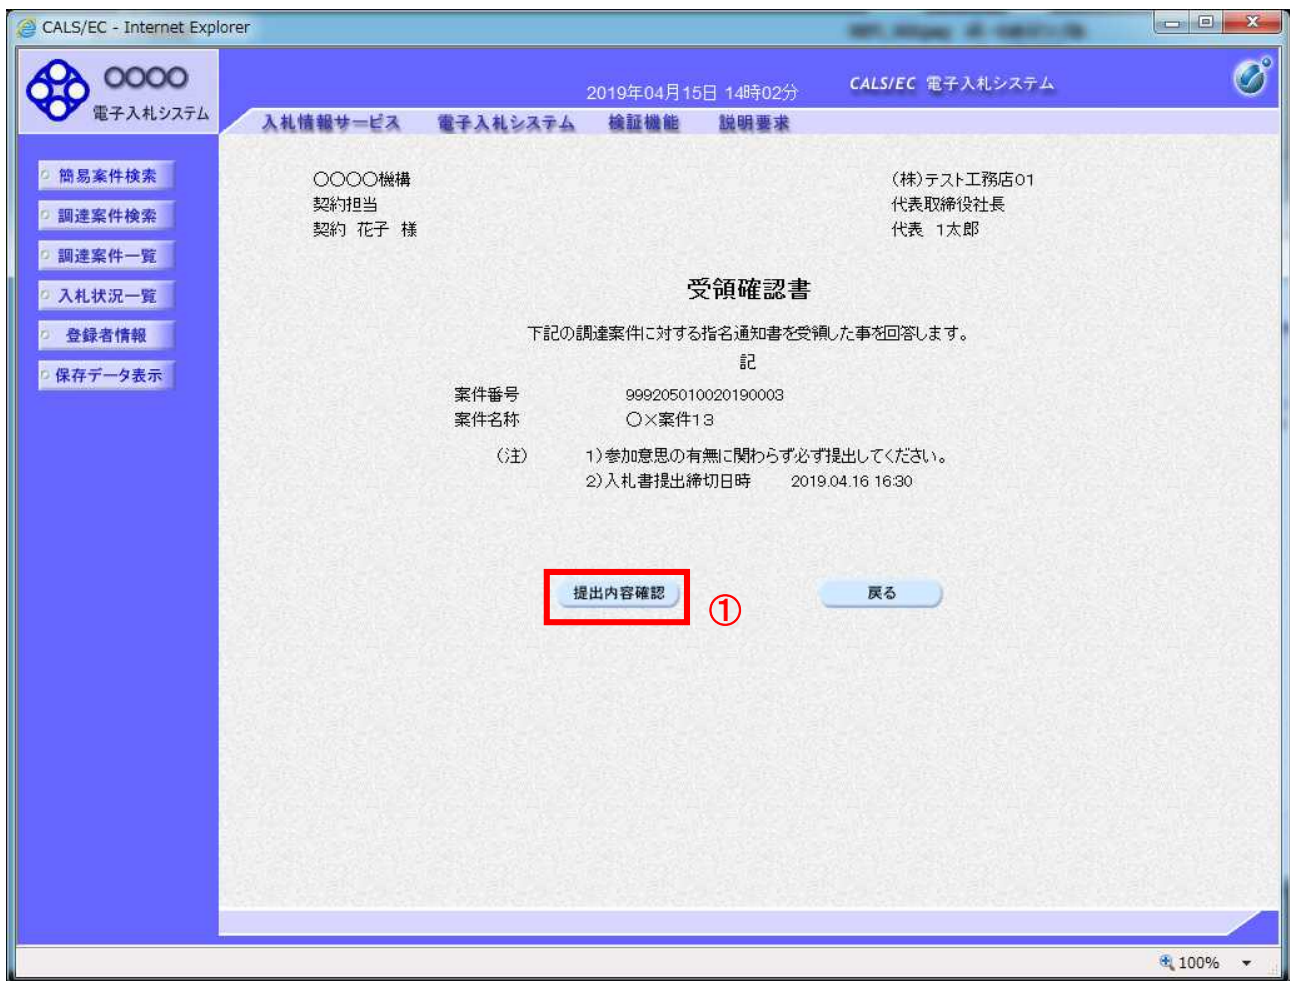 CALS/EC - Internet Explorer
〇〇〇〇
電子入札システム
2019年04月15日 14時02分
CALS/EC 電子入札システム
入札情報サービス 電子入札システム 検証機能 説明要求
簡易案件検索
調達案件検索
調達案件一覧
入札状況一覧
登録者情報
保存データ表示
〇〇〇〇機構
契約担当
契約 花子 様
(株)テスト工務店01
代表取締役社長
代表 1太郎
受領確認書
下記の調達案件に対する指名通知書を受領した事を回答します。
記
案件番号 999205010020190003
案件名称 〇×案件13
(注) 1)参加意思の有無に関わらず必ず提出してください。
2)入札書提出締切日時 2019.04.16 16:30
提出内容確認
①
戻る
100%